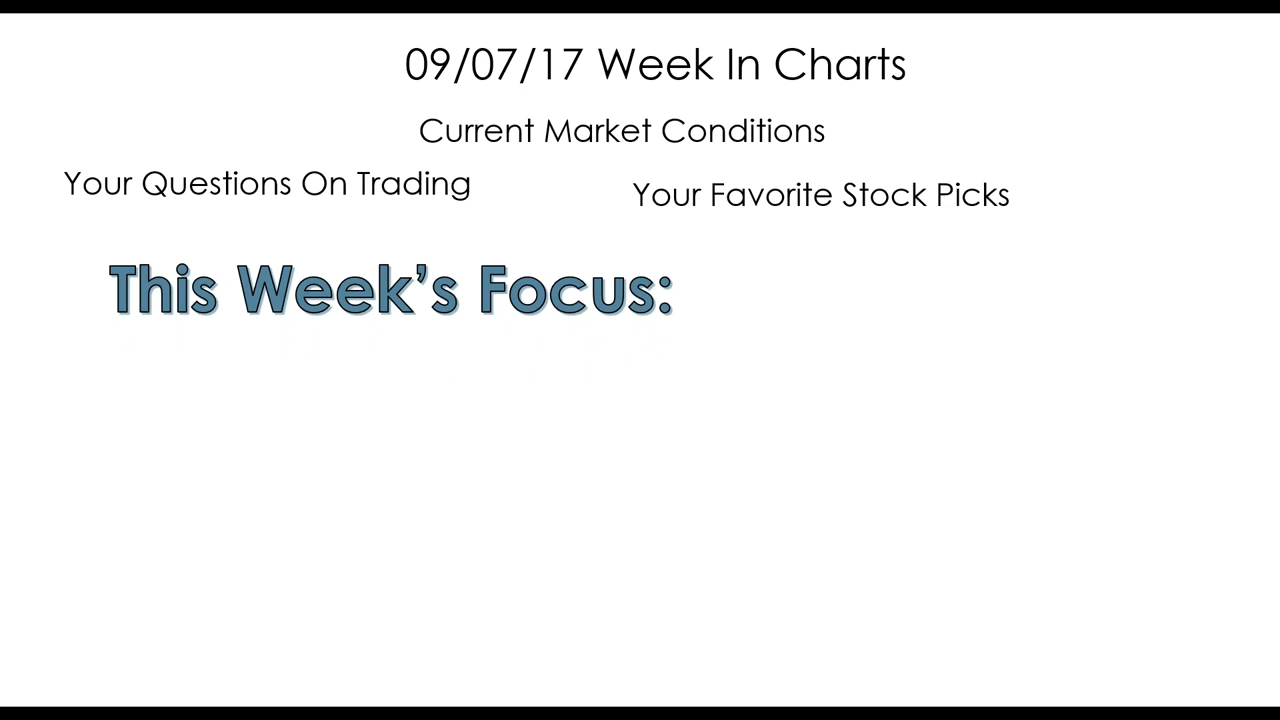 09/07/17 Week In Charts
Current Market Conditions
Your Questions On Trading
Your Favorite Stock Picks
This Week’s Focus: